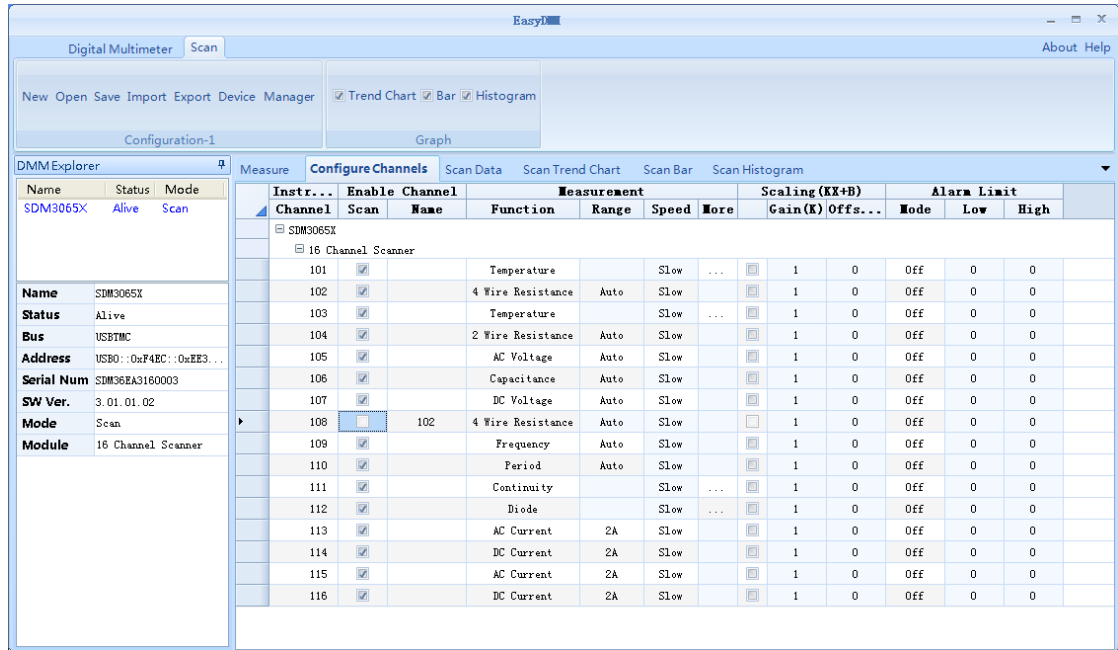 EasyDMM
Digital Multimeter Scan About Help
New Open Save Import Export Device Manager Trend Chart Bar Histogram
Configuration-1 Graph
DMM Explorer
Name Status Mode
SDM3065X Alive Scan
Name SDM3065X
Status Alive
Bus USBTMC
Address USB0::0xF4EC::0xEE3...
Serial Num SDM36EA3160003
SW Ver. 3.01.01.02
Mode Scan
Module 16 Channel Scanner
Measure Configure Channels Scan Data Scan Trend Chart Scan Bar Scan Histogram
Instr... Enable Channel Measurement Scaling(KX+B) Alarm Limit
Channel Scan Name Function Range Speed More Gain(K) Offs... Mode Low High
SDM3065X
16 Channel Scanner
101 Temperature Slow ... 1 0 Off 0 0
102 4 Wire Resistance Auto Slow 1 0 Off 0 0
103 Temperature Slow ... 1 0 Off 0 0
104 2 Wire Resistance Auto Slow 1 0 Off 0 0
105 AC Voltage Auto Slow 1 0 Off 0 0
106 Capacitance Auto Slow 1 0 Off 0 0
107 DC Voltage Auto Slow 1 0 Off 0 0
108 102 4 Wire Resistance Auto Slow 1 0 Off 0 0
109 Frequency Auto Slow 1 0 Off 0 0
110 Period Auto Slow 1 0 Off 0 0
111 Continuity Slow ... 1 0 Off 0 0
112 Diode Slow ... 1 0 Off 0 0
113 AC Current 2A Slow 1 0 Off 0 0
114 DC Current 2A Slow 1 0 Off 0 0
115 AC Current 2A Slow 1 0 Off 0 0
116 DC Current 2A Slow 1 0 Off 0 0